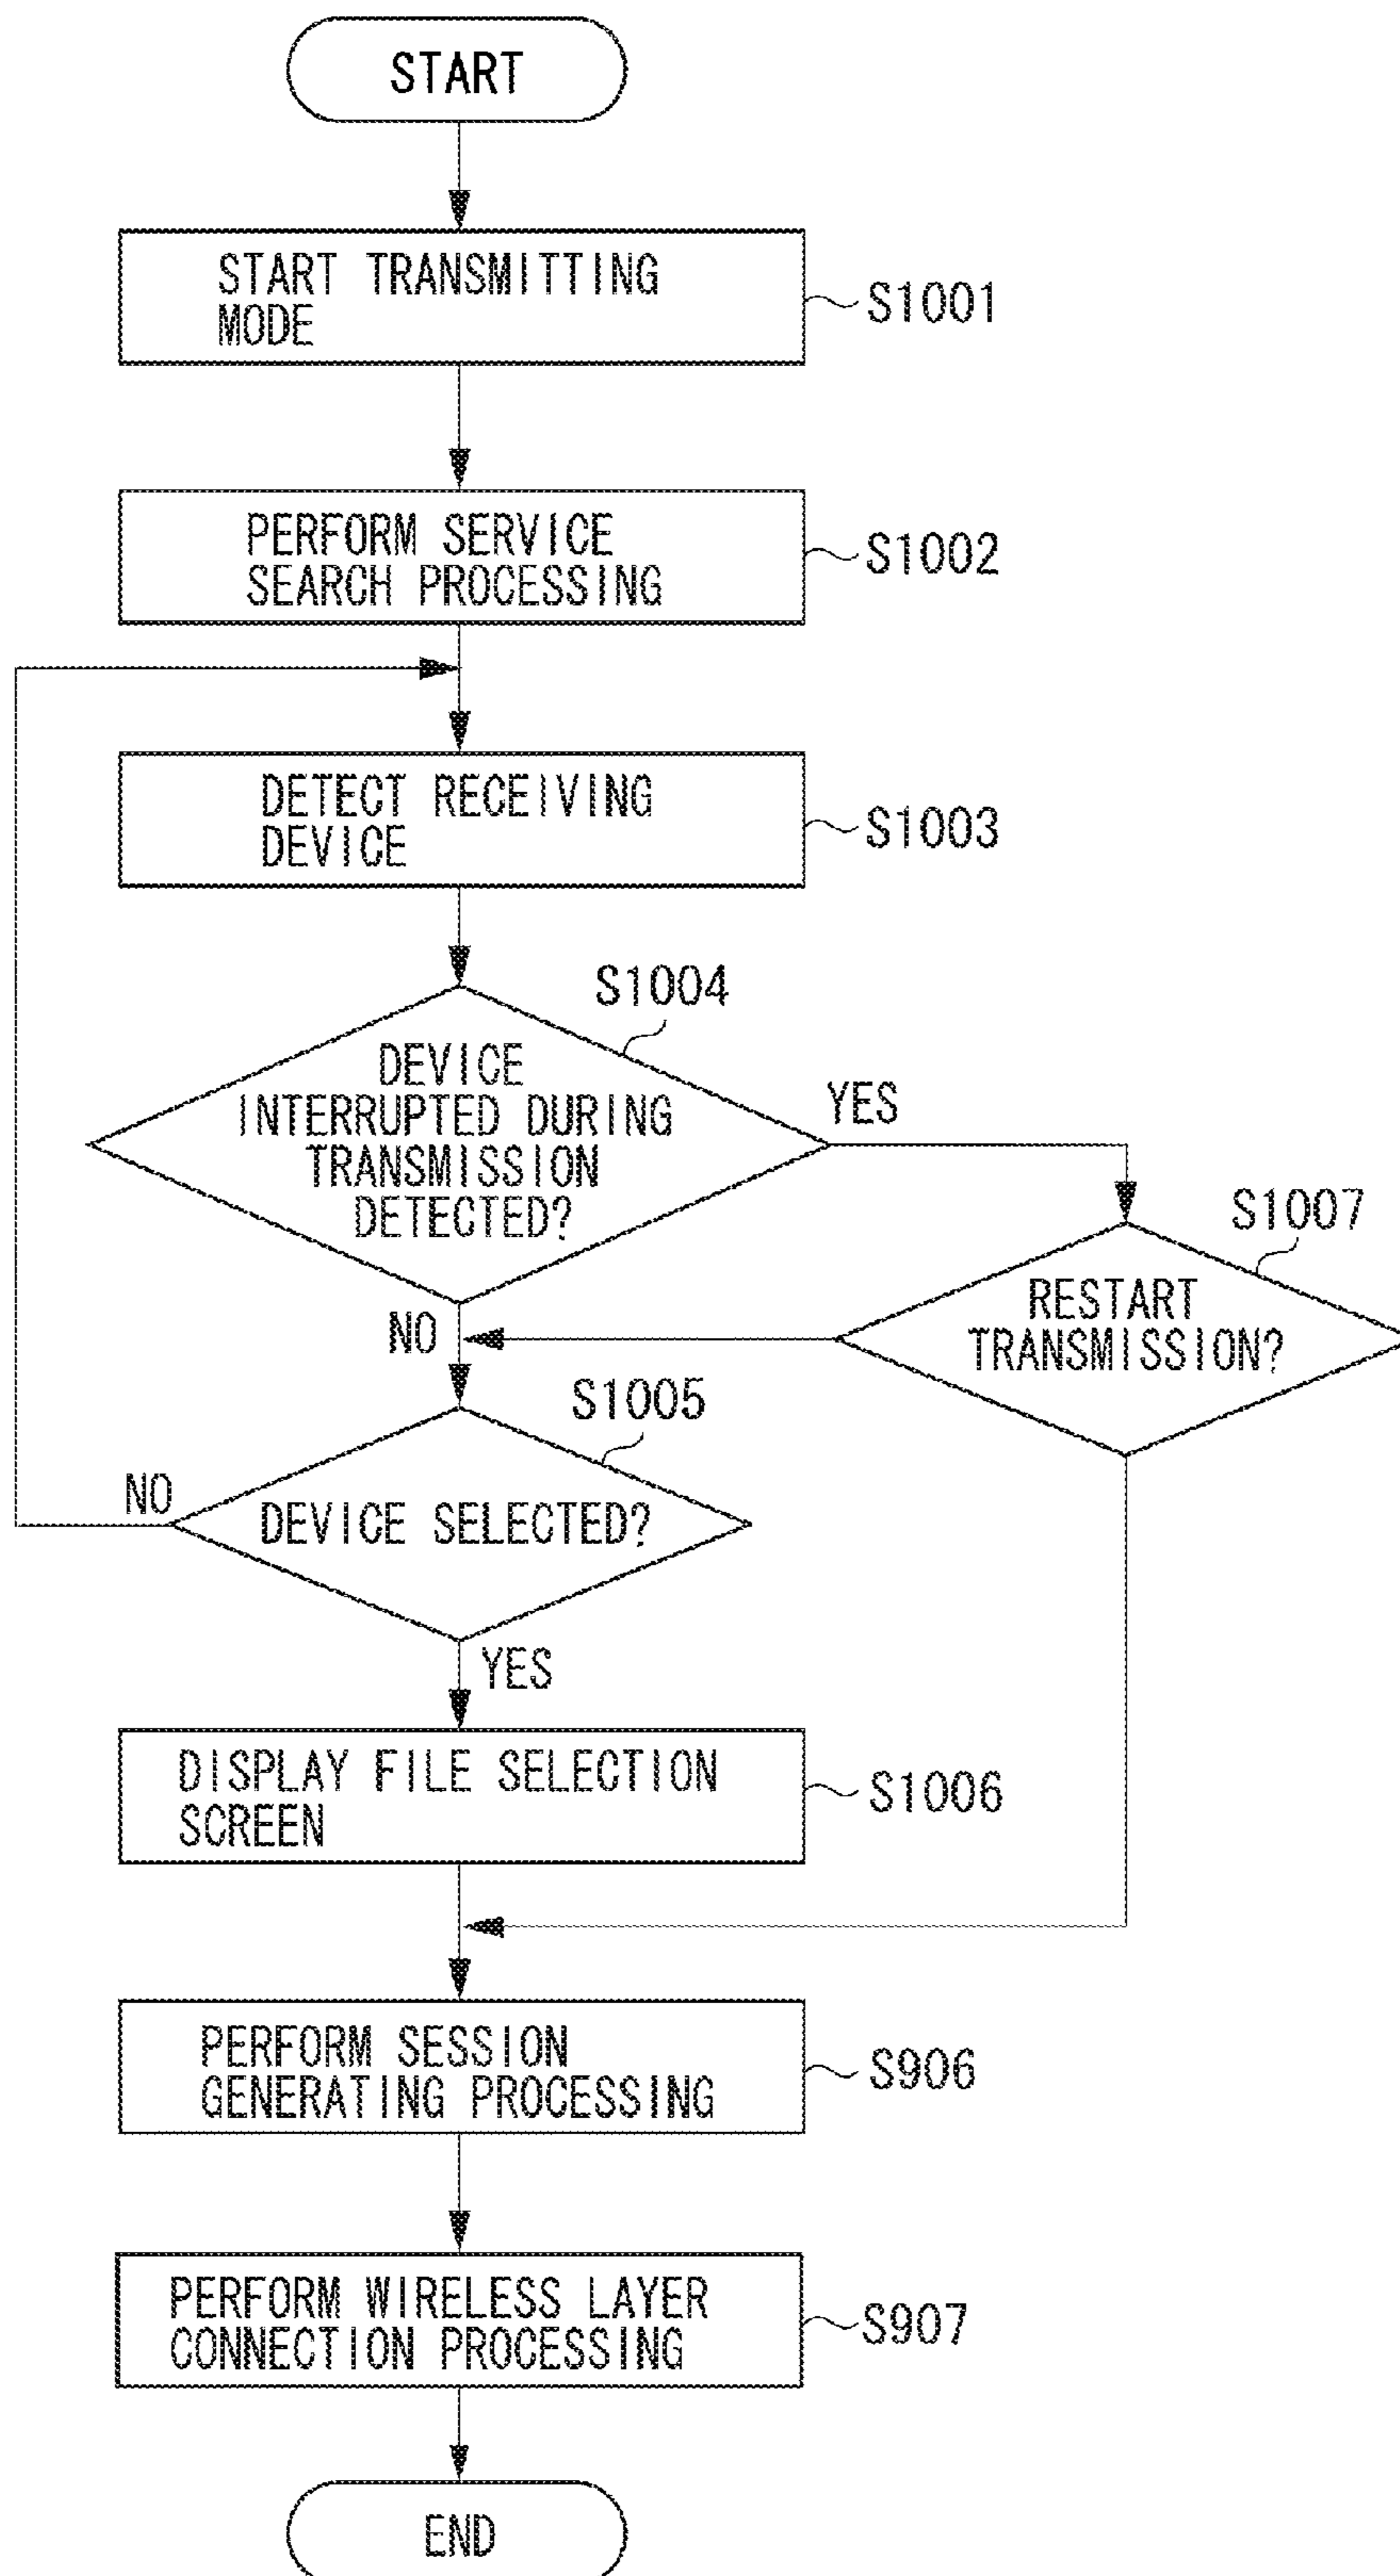 START
START TRANSMITTING
MODE
S1001
PERFORM SERVICE
SEARCH PROCESSING
S1002
DETECT RECEIVING
DEVICE
S1003
S1004
DEVICE
INTERRUPTED DURING
TRANSMISSION
DETECTED?
YES
S1007
RESTART
TRANSMISSION?
NO
S1005
NO
DEVICE SELECTED?
YES
DISPLAY FILE SELECTION
SCREEN
S1006
PERFORM SESSION
GENERATING PROCESSING
S906
PERFORM WIRELESS LAYER
CONNECTION PROCESSING
S907
END